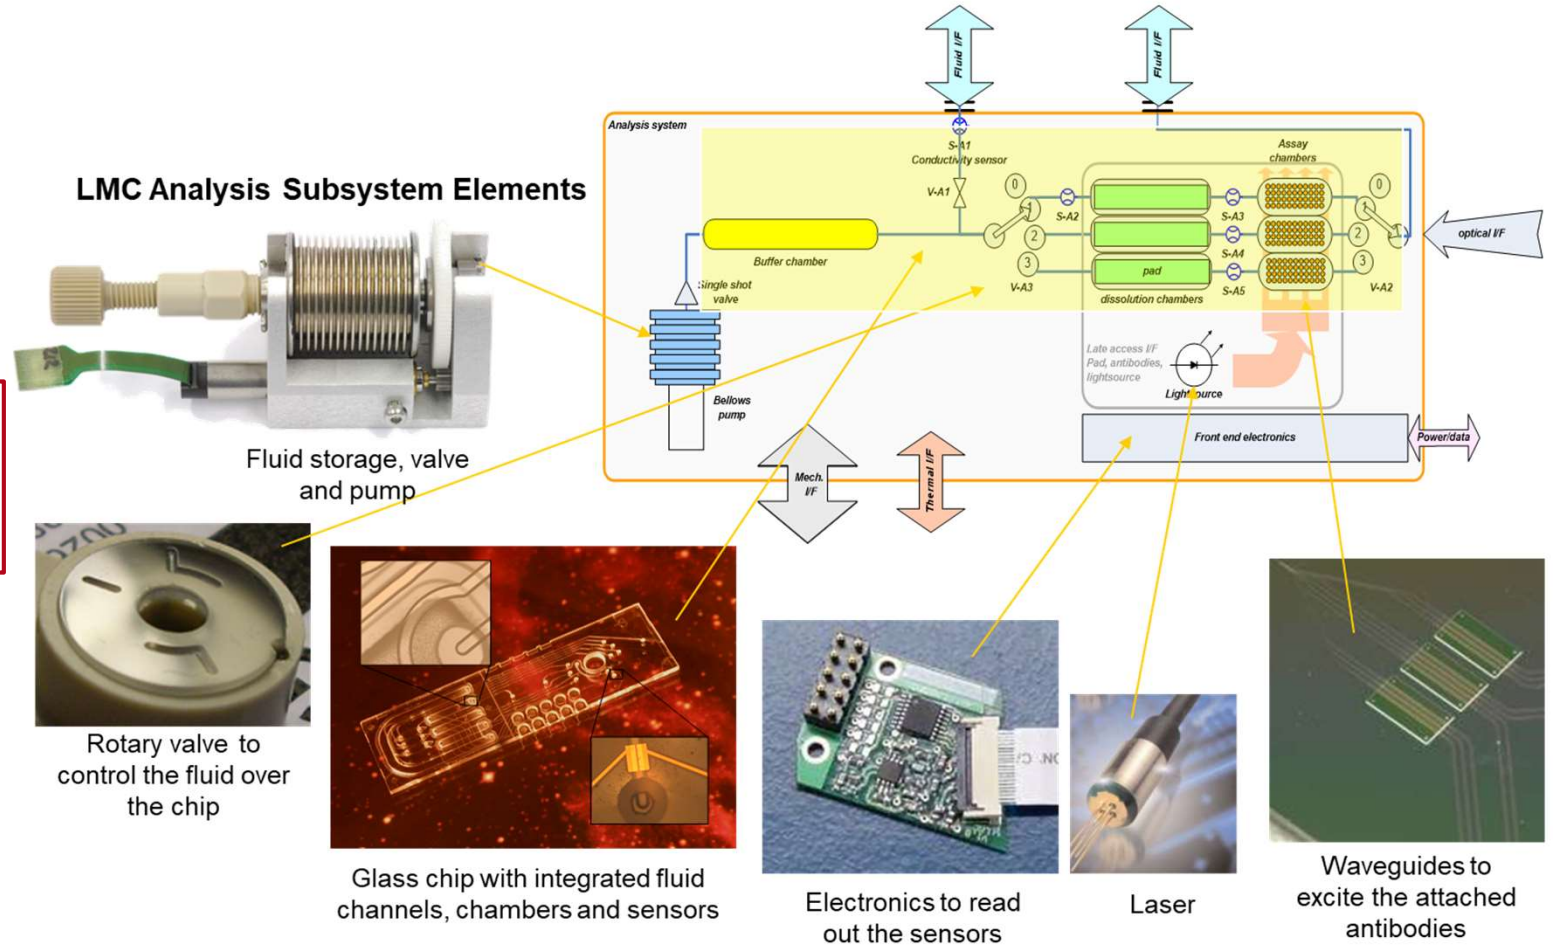 LMC Analysis Subsystem Elements
Fluid I/F
Fluid I/F
Analysis system
S-A1
Conductivity sensor
V-A1
Assay
chambers
0
1
2
3
S-A2
S-A3
S-A4
S-A5
0
1
2
3
1
V-A3
V-A2
optical I/F
Buffer chamber
pad
dissolution chambers
Single shot
valve
Bellows
pump
Late access I/F
Pad, antibodies,
lightsource
Lightsource
Front end electronics
Power/data
Mech.
I/F
Thermal I/F
Fluid storage, valve
and pump
Rotary valve to
control the fluid over
the chip
Glass chip with integrated fluid
channels, chambers and sensors
Electronics to read
out the sensors
Laser
Waveguides to
excite the attached
antibodies